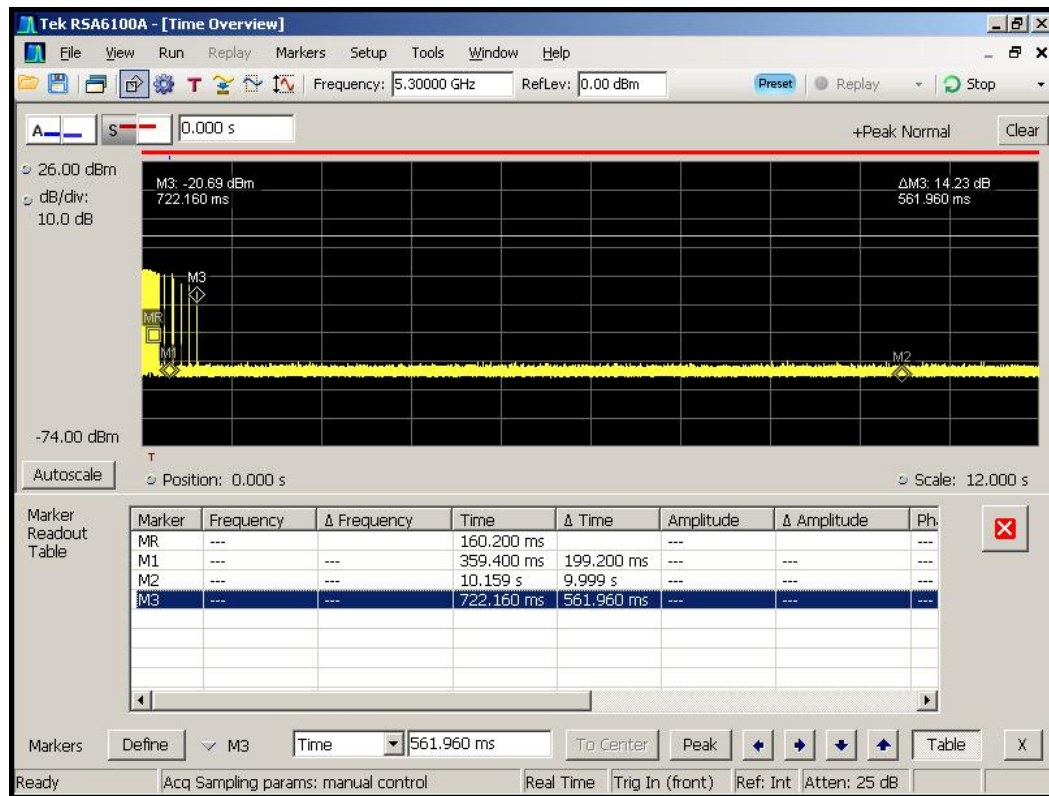 Tek RSA6100A - [Time Overview]
File View Run Replay Markers Setup Tools Window Help
T Frequency: 5.30000 GHz RefLev: 0.00 dBm Preset Replay Stop
A S 0.000 s +Peak Normal Clear
26.00 dBm
dB/div:
10.0 dB
M3: -20.69 dBm
722.160 ms
ΔM3: 14.23 dB
561.960 ms
M3
MR
M1
M2
-74.00 dBm
T
Autoscale Position: 0.000 s Scale: 12.000 s
Marker
Readout
Table
Marker Frequency Δ Frequency Time Δ Time Amplitude Δ Amplitude Ph
MR --- 160.200 ms --- ---
M1 --- --- 359.400 ms 199.200 ms --- --- ---
M2 --- --- 10.159 s 9.999 s --- --- ---
M3 --- --- 722.160 ms 561.960 ms --- --- ---
Markers Define M3 Time 561.960 ms To Center Peak Table X
Ready Acq Sampling params: manual control Real Time Trig In (front) Ref: Int Atten: 25 dB